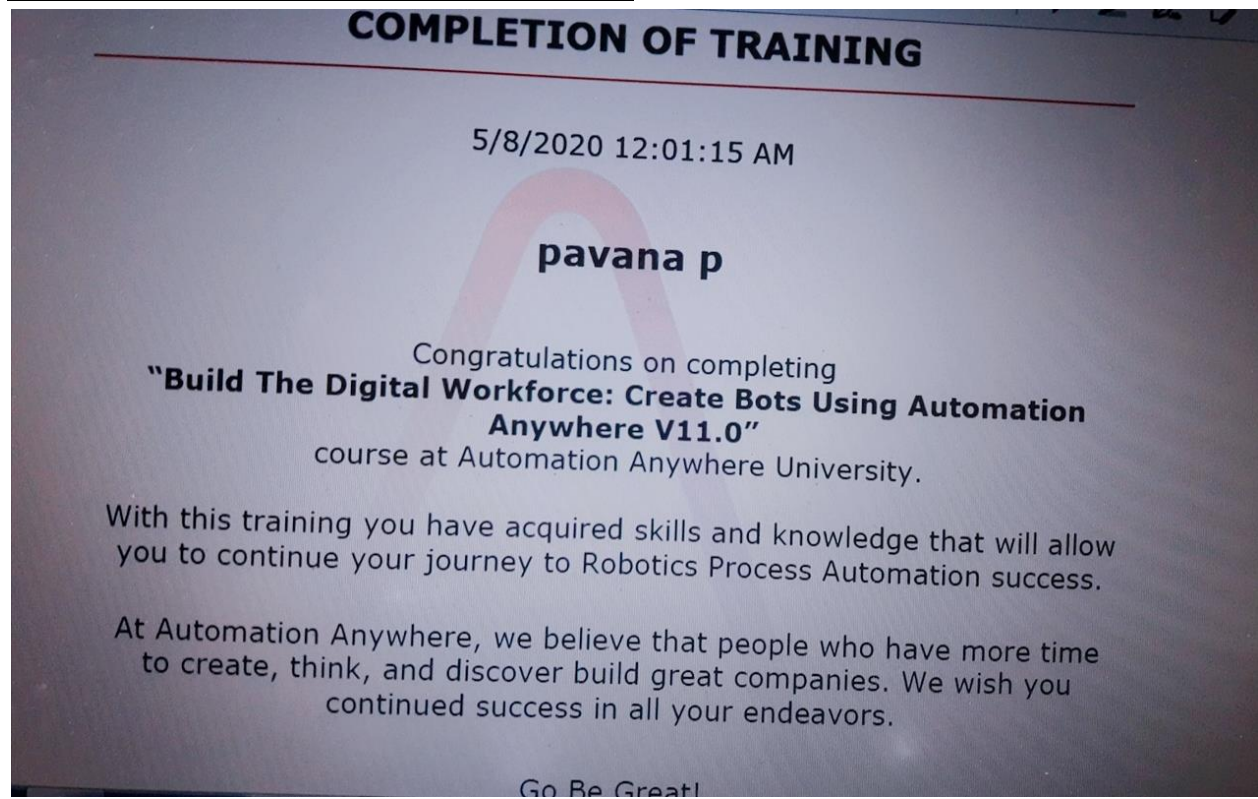 COMPLETION OF TRAINING
5/8/2020 12:01:15 AM
pavana p
Congratulations on completing
“Build The Digital Workforce: Create Bots Using Automation
Anywhere V11.0”
course at Automation Anywhere University.
With this training you have acquired skills and knowledge that will allow
you to continue your journey to Robotics Process Automation success.
At Automation Anywhere, we believe that people who have more time
to create, think, and discover build great companies. We wish you
continued success in all your endeavors.
Go Be Great!